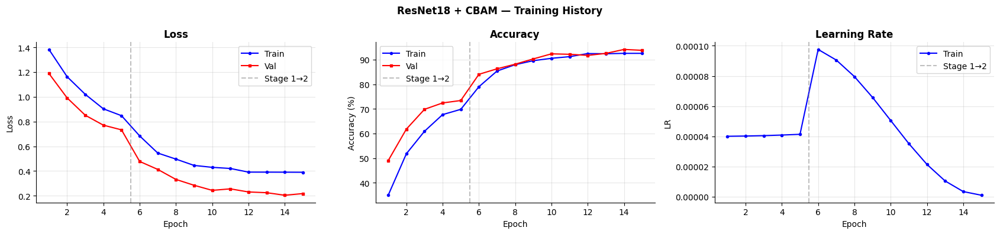 ResNet18 + CBAM — Training History
Loss
Loss
1.4
1.2
1.0
0.8
0.6
0.4
0.2
Train
Val
Stage 1→2
2 4 6 8 10 12 14
Epoch
Accuracy
Accuracy (%)
90
80
70
60
50
40
Train
Val
Stage 1→2
2 4 6 8 10 12 14
Epoch
Learning Rate
LR
0.00010
0.00008
0.00006
0.00004
0.00002
0.00000
Train
Stage 1→2
2 4 6 8 10 12 14
Epoch